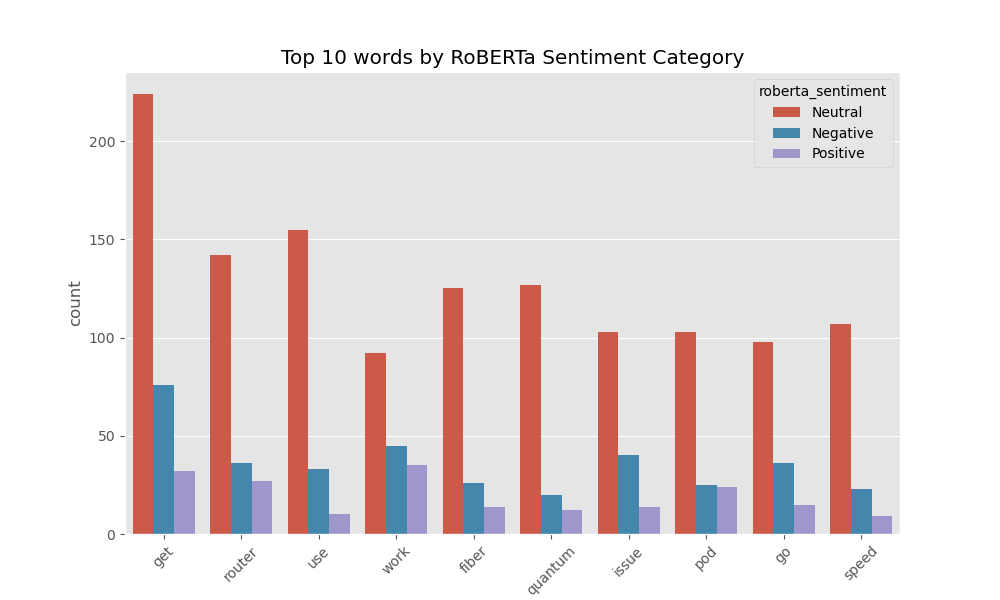 Top 10 words by RoBERTa Sentiment Category
roberta_sentiment
Neutral
Negative
Positive
count
200
150
100
50
0
get
router
use
work
fiber
quantum
issue
pod
go
speed